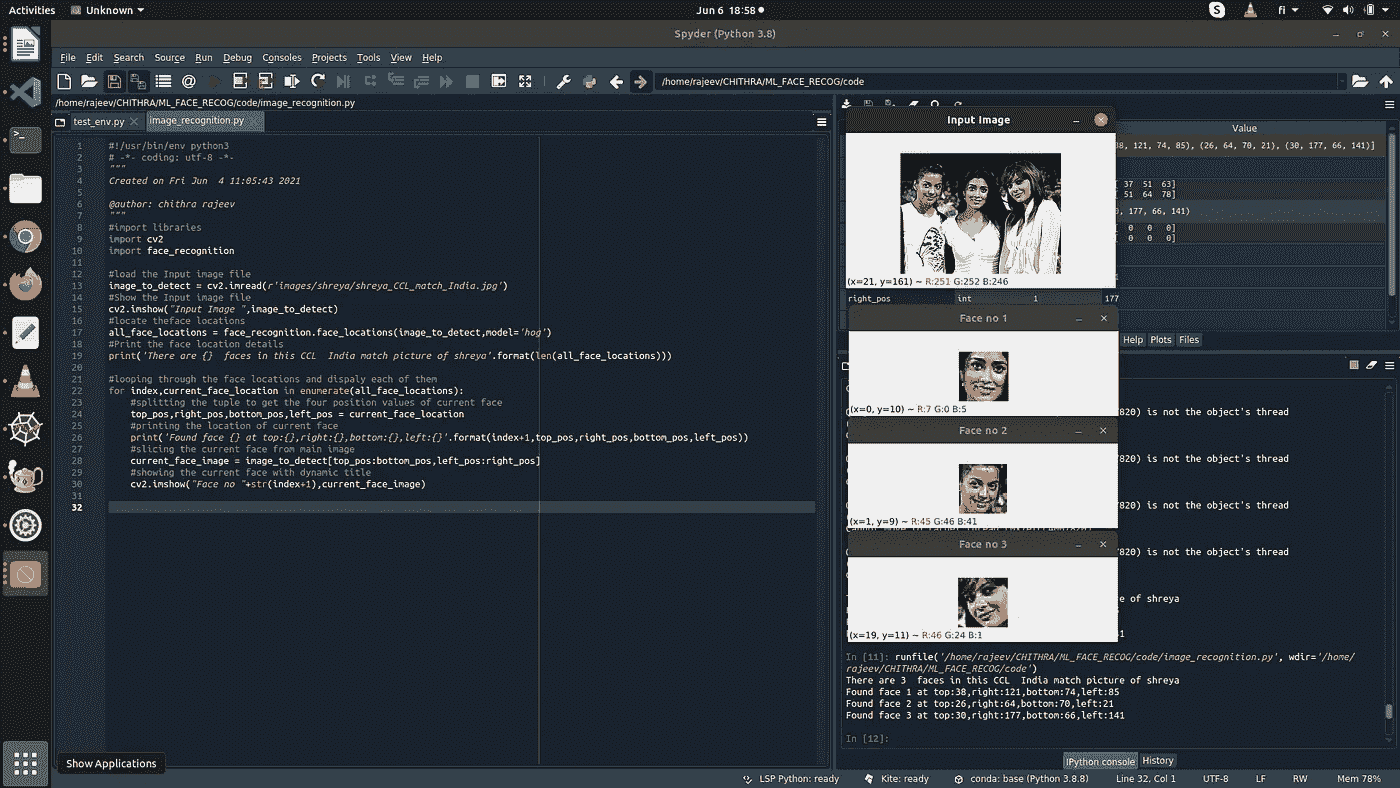 Activities
Unknown
Jun 6 18:58
fi
Spyder (Python 3.8)
File Edit Search Source Run Debug Consoles Projects Tools View Help
/home/rajeev/CHITHRA/ML_FACE_RECOG/code
/home/rajeev/CHITHRA/ML_FACE_RECOG/code/image_recognition.py
test_env.py
image_recognition.py
1 #!/usr/bin/env python3
2 # -*- coding: utf-8 -*-
3 """
4 Created on Fri Jun  4 11:05:43 2021
5
6 @author: chithra rajeev
7 """
8 #import libraries
9 import cv2
10 import face_recognition
11
12 #load the Input image file
13 image_to_detect = cv2.imread(r'images/shreya/shreya_CCL_match_India.jpg')
14 #Show the Input image file
15 cv2.imshow("Input Image ",image_to_detect)
16 #locate theface locations
17 all_face_locations = face_recognition.face_locations(image_to_detect,model='hog')
18 #Print the face location details
19 print('There are {}  faces in this CCL  India match picture of shreya'.format(len(all_face_locations)))
20
21 #looping through the face locations and dispaly each of them
22 for index,current_face_location in enumerate(all_face_locations):
23     #splitting the tuple to get the four position values of current face
24     top_pos,right_pos,bottom_pos,left_pos = current_face_location
25     #printing the location of current face
26     print('Found face {} at top:{},right:{},bottom:{},left:{}'.format(index+1,top_pos,right_pos,bottom_pos,left_pos))
27     #slicing the current face from main image
28     current_face_image = image_to_detect[top_pos:bottom_pos,left_pos:right_pos]
29     #showing the current face with dynamic title
30     cv2.imshow("Face no "+str(index+1),current_face_image)
31
32
Show Applications
Input Image
(x=21, y=161) ~ R:251 G:252 B:246
Value
8, 121, 74, 85), (26, 64, 70, 21), (30, 177, 66, 141)]
37 51 63]
51 64 78]
, 177, 66, 141)
0 0 0]
0 0 0]
right_pos int 1 177
Face no 1
(x=0, y=10) ~ R:7 G:0 B:5
Help Plots Files
Face no 2
(x=1, y=9) ~ R:45 G:46 B:41
Face no 3
(x=19, y=11) ~ R:46 G:24 B:1
820) is not the object's thread
820) is not the object's thread
820) is not the object's thread
820) is not the object's thread
e of shreya
1
In [11]: runfile('/home/rajeev/CHITHRA/ML_FACE_RECOG/code/image_recognition.py', wdir='/home/
rajeev/CHITHRA/ML_FACE_RECOG/code')
There are 3  faces in this CCL  India match picture of shreya
Found face 1 at top:38,right:121,bottom:74,left:85
Found face 2 at top:26,right:64,bottom:70,left:21
Found face 3 at top:30,right:177,bottom:66,left:141
In [12]:
IPython console History
LSP Python: ready
Kite: ready
conda: base (Python 3.8.8)
Line 32, Col 1
UTF-8
LF
RW
Mem 78%